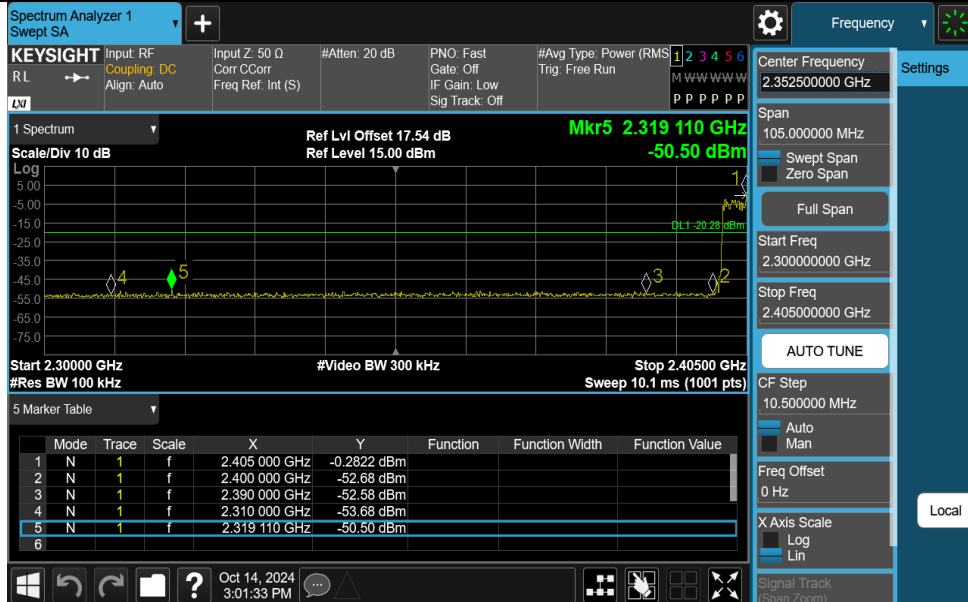 Spectrum Analyzer 1
Swept SA
+
Frequency
KEYSIGHT
R L
LXI
Input: RF
Coupling: DC
Align: Auto
Input Z: 50 Ω
Corr CCorr
Freq Ref: Int (S)
#Atten: 20 dB
PNO: Fast
Gate: Off
IF Gain: Low
Sig Track: Off
#Avg Type: Power (RMS
Trig: Free Run
1 2 3 4 5 6
M W W W W W
P P P P P P
1 Spectrum
Scale/Div 10 dB
Log
Ref Lvl Offset 17.54 dB
Ref Level 15.00 dBm
Mkr5 2.319 110 GHz
-50.50 dBm
5.00
-5.00
-15.0
-25.0
-35.0
-45.0
-55.0
-65.0
-75.0
1
DL1 -20.28 dBm
4
5
3
2
Start 2.30000 GHz
#Video BW 300 kHz
Stop 2.40500 GHz
#Res BW 100 kHz
Sweep 10.1 ms (1001 pts)
5 Marker Table
Mode Trace Scale X Y Function Function Width Function Value
1 N 1 f 2.405 000 GHz -0.2822 dBm
2 N 1 f 2.400 000 GHz -52.68 dBm
3 N 1 f 2.390 000 GHz -52.58 dBm
4 N 1 f 2.310 000 GHz -53.68 dBm
5 N 1 f 2.319 110 GHz -50.50 dBm
6
Center Frequency
2.352500000 GHz
Span
105.000000 MHz
Swept Span
Zero Span
Full Span
Start Freq
2.300000000 GHz
Stop Freq
2.405000000 GHz
AUTO TUNE
CF Step
10.500000 MHz
Auto
Man
Freq Offset
0 Hz
X Axis Scale
Log
Lin
Signal Track
(Span Zoom)
Settings
Local
?
Oct 14, 2024
3:01:33 PM